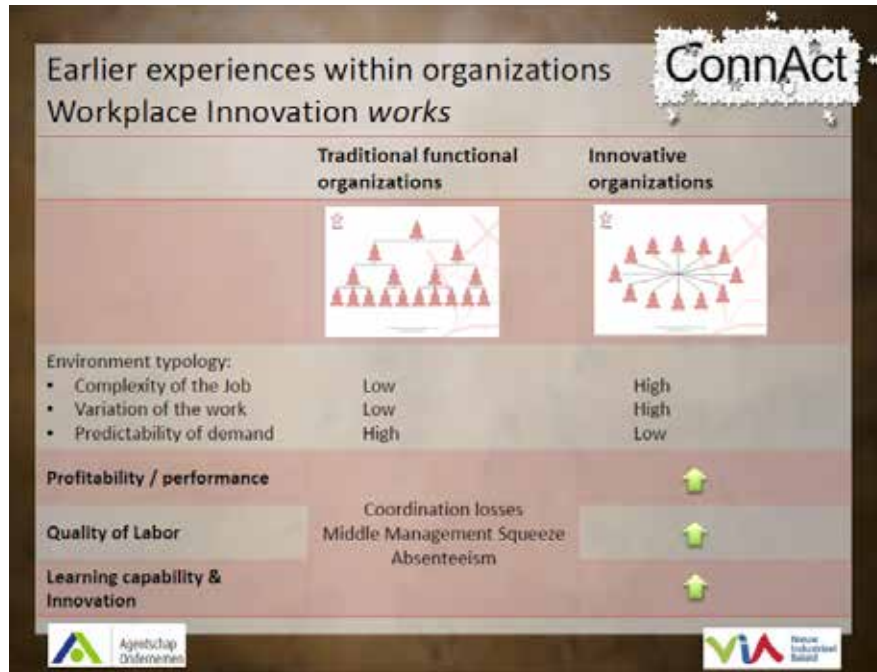 ConnAct
Earlier experiences within organizations
Workplace Innovation works
Traditional functional organizations
Innovative organizations
Environment typology:
• Complexity of the Job Low High
• Variation of the work Low High
• Predictability of demand High Low
Profitability / performance
Coordination losses
Quality of Labor
Middle Management Squeeze
Absenteeism
Learning capability &
Innovation
Agentschap
Ondernemen
ViA
Nieuw
Industrieel
Beleid